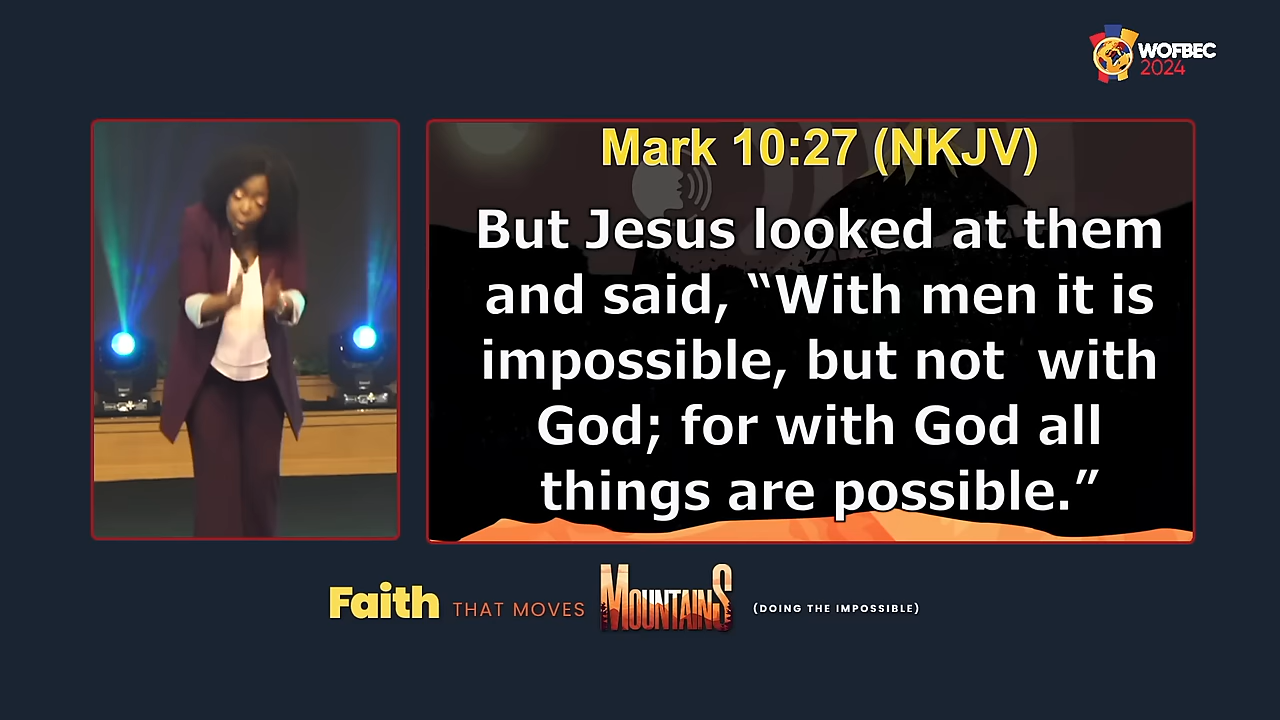 WOFBEC
2024
Mark 10:27 (NKJV)
But Jesus looked at them
and said, “With men it is
impossible, but not  with
God; for with God all
things are possible.”
Faith THAT MOVES MOUNTAINS (DOING THE IMPOSSIBLE)